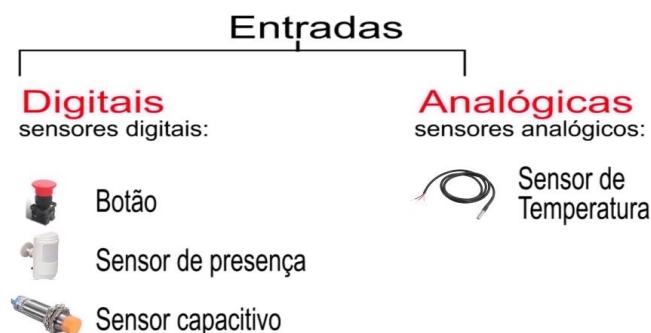 Entradas
Digitais
sensores digitais:
Botão
Sensor de presença
Sensor capacitivo
Analógicas
sensores analógicos:
Sensor de
Temperatura